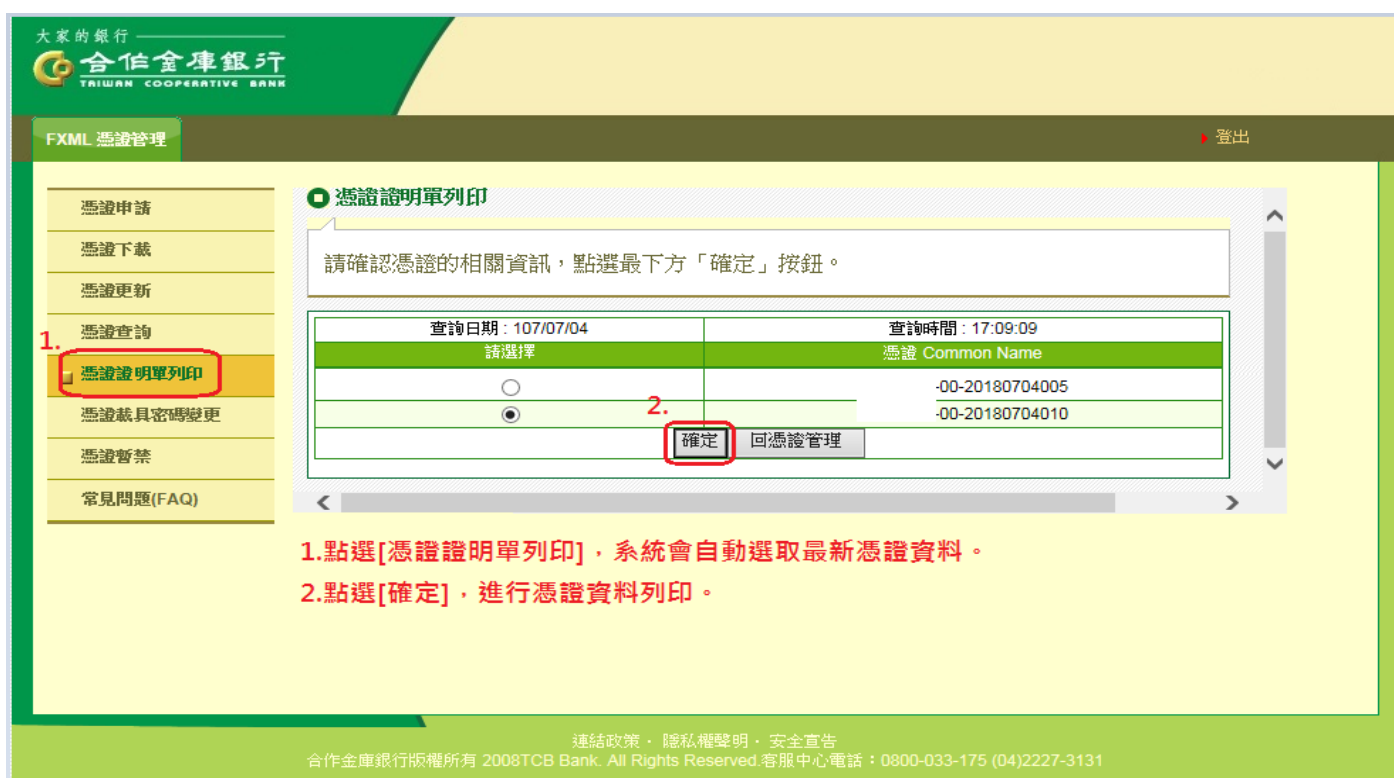 大家的銀行
合作金庫銀行
TAIWAN COOPERATIVE BANK
FXML 憑證管理
登出
憑證申請
憑證下載
憑證更新
憑證查詢
1.
憑證證明單列印
憑證載具密碼變更
憑證暫禁
常見問題(FAQ)
憑證證明單列印
請確認憑證的相關資訊，點選最下方「確定」按鈕。
查詢日期 : 107/07/04 查詢時間 : 17:09:09
請選擇 憑證 Common Name
-00-20180704005
-00-20180704010
2.
確定 回憑證管理
1.點選[憑證證明單列印]，系統會自動選取最新憑證資料。
2.點選[確定]，進行憑證資料列印。
連結政策 · 隱私權聲明 · 安全宣告
合作金庫銀行版權所有 2008TCB Bank. All Rights Reserved.客服中心電話：0800-033-175 (04)2227-3131